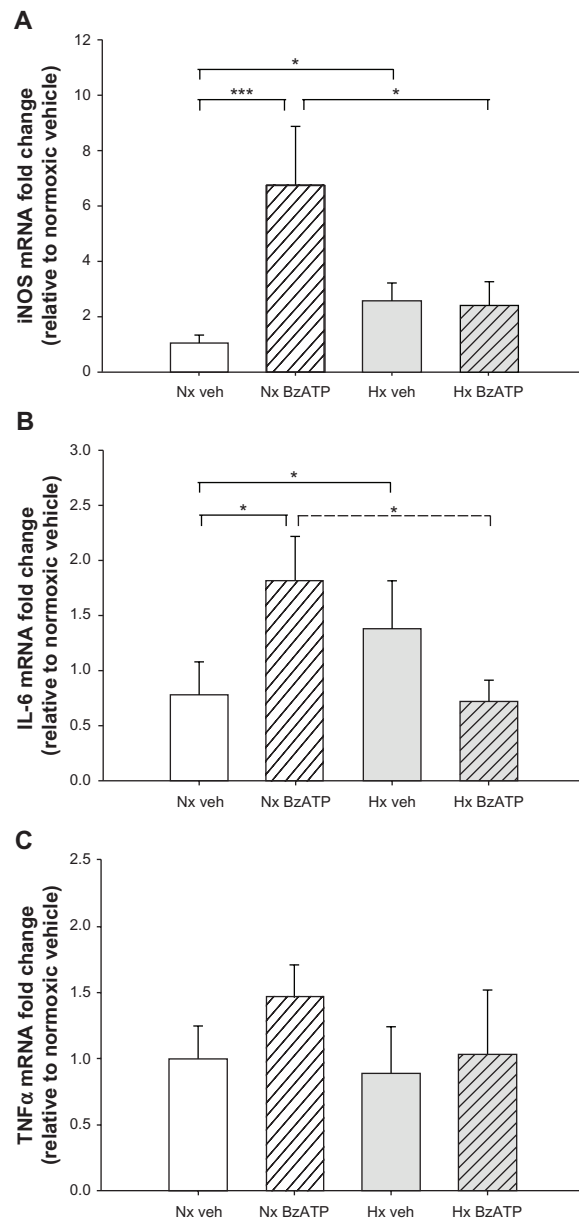 A
iNOS mRNA fold change
(relative to normoxic vehicle)
12
10
8
6
4
2
0
*
***
*
Nx veh
Nx BzATP
Hx veh
Hx BzATP
B
IL-6 mRNA fold change
(relative to normoxic vehicle)
3.0
2.5
2.0
1.5
1.0
0.5
0.0
*
*
*
Nx veh
Nx BzATP
Hx veh
Hx BzATP
C
TNFα mRNA fold change
(relative to normoxic vehicle)
2.5
2.0
1.5
1.0
0.5
0.0
Nx veh
Nx BzATP
Hx veh
Hx BzATP